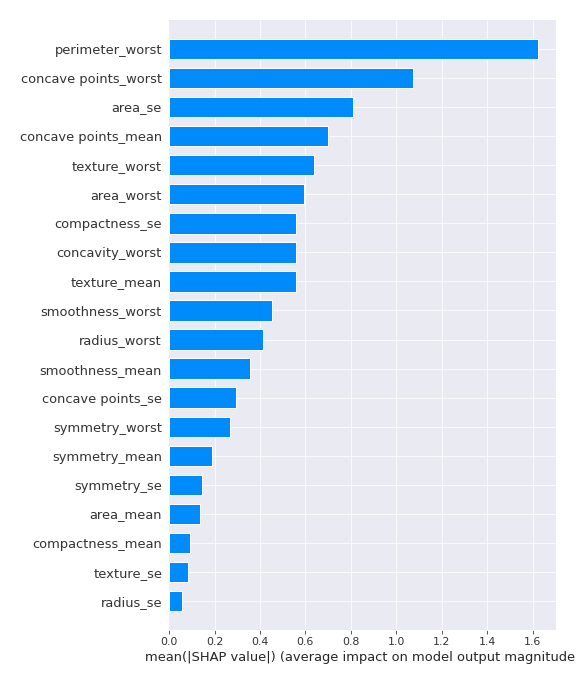 perimeter_worst
concave points_worst
area_se
concave points_mean
texture_worst
area_worst
compactness_se
concavity_worst
texture_mean
smoothness_worst
radius_worst
smoothness_mean
concave points_se
symmetry_worst
symmetry_mean
symmetry_se
area_mean
compactness_mean
texture_se
radius_se
0.0 0.2 0.4 0.6 0.8 1.0 1.2 1.4 1.6
mean(|SHAP value|) (average impact on model output magnitude